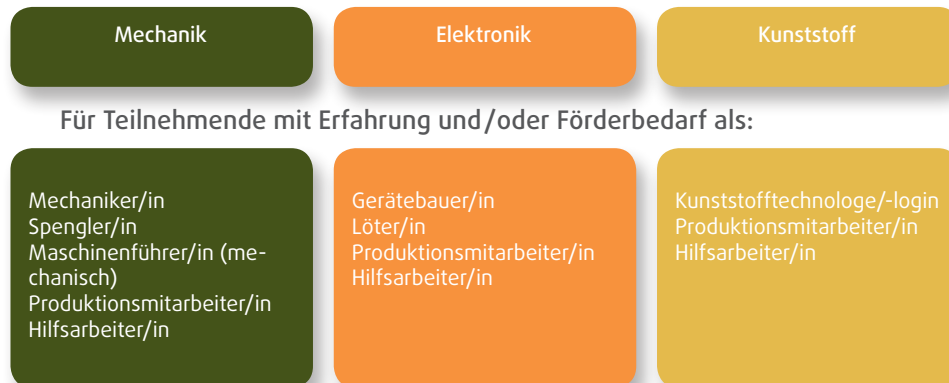 Mechanik
Elektronik
Kunststoff
Für Teilnehmende mit Erfahrung und/oder Förderbedarf als:
Mechaniker/in
Spengler/in
Maschinenführer/in (me-
chanisch)
Produktionsmitarbeiter/in
Hilfsarbeiter/in
Gerätebauer/in
Löter/in
Produktionsmitarbeiter/in
Hilfsarbeiter/in
Kunststofftechnologe/-login
Produktionsmitarbeiter/in
Hilfsarbeiter/in